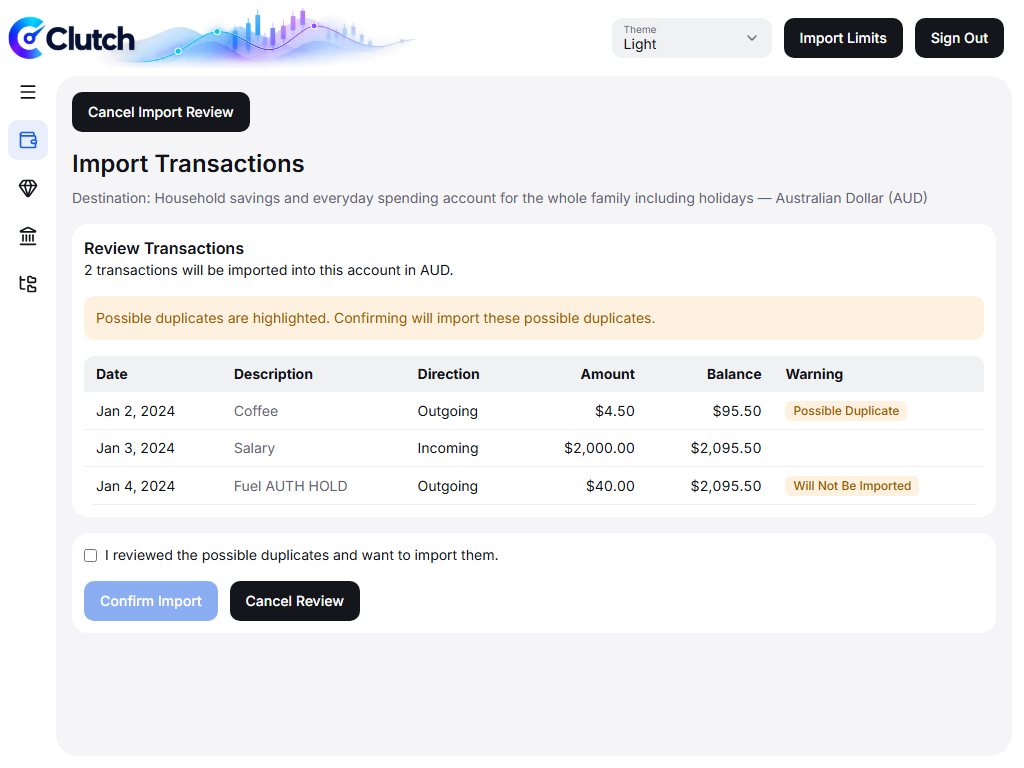 Clutch
Theme
Light
Import Limits
Sign Out
Cancel Import Review
Import Transactions
Destination: Household savings and everyday spending account for the whole family including holidays — Australian Dollar (AUD)
Review Transactions
2 transactions will be imported into this account in AUD.
Possible duplicates are highlighted. Confirming will import these possible duplicates.
Date Description Direction Amount Balance Warning
Jan 2, 2024 Coffee Outgoing $4.50 $95.50 Possible Duplicate
Jan 3, 2024 Salary Incoming $2,000.00 $2,095.50
Jan 4, 2024 Fuel AUTH HOLD Outgoing $40.00 $2,095.50 Will Not Be Imported
I reviewed the possible duplicates and want to import them.
Confirm Import Cancel Review